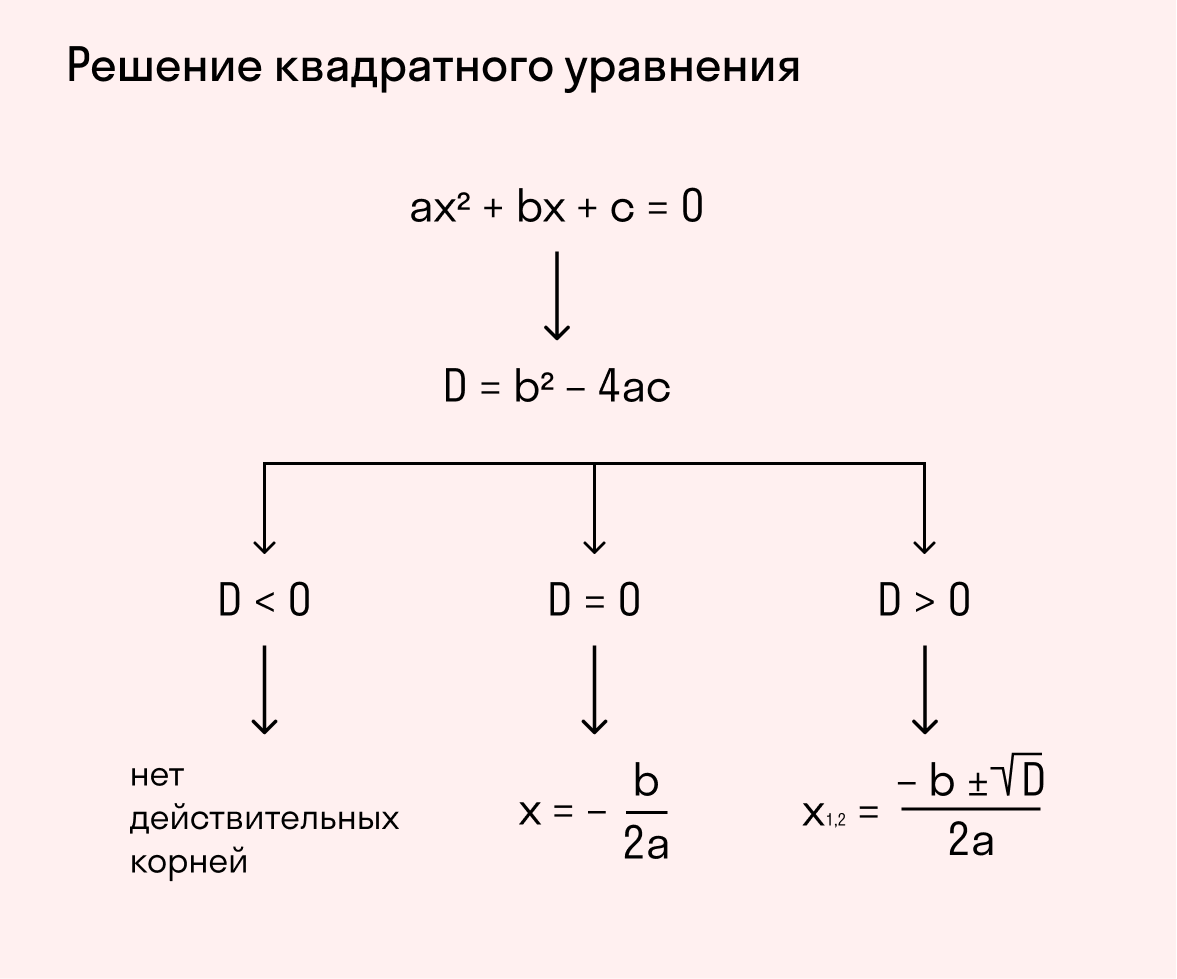 Решение квадратного уравнения
ax² + bx + c = 0
D = b² – 4ac
D < 0
D = 0
D > 0
нет
действительных
корней
x = – b/2a
x₁,₂ = – b ±√D/2a